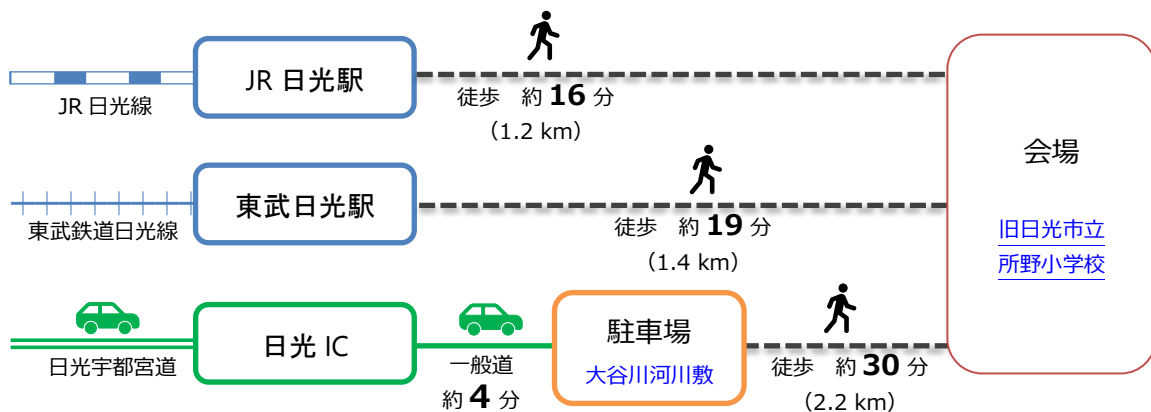 JR 日光駅
JR 日光線
徒歩 約 16 分
（1.2 km）
東武日光駅
東武鉄道日光線
徒歩 約 19 分
（1.4 km）
日光 IC
日光宇都宮道
一般道
約 4 分
駐車場
大谷川河川敷
徒歩 約 30 分
（2.2 km）
会場
旧日光市立
所野小学校